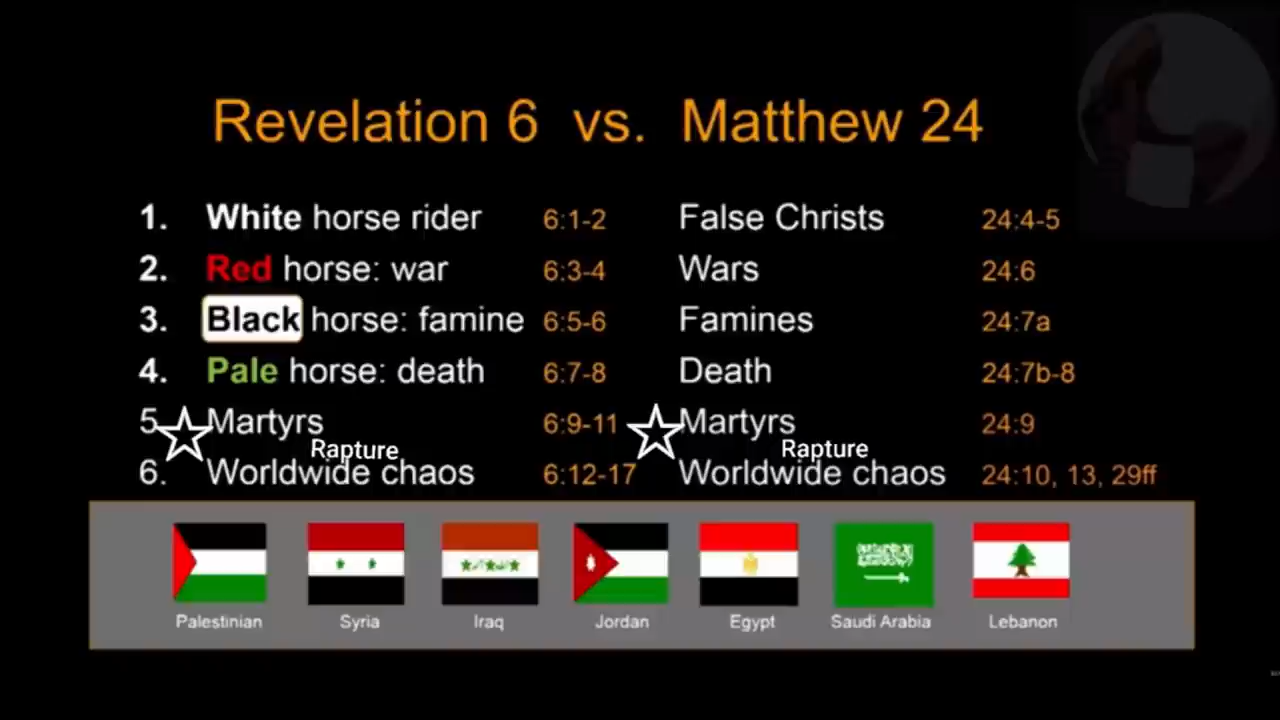 Revelation 6 vs. Matthew 24
1. White horse rider 6:1-2 False Christs 24:4-5
2. Red horse: war 6:3-4 Wars 24:6
3. Black horse: famine 6:5-6 Famines 24:7a
4. Pale horse: death 6:7-8 Death 24:7b-8
5 Martyrs 6:9-11 Martyrs 24:9
Rapture Rapture
6. Worldwide chaos 6:12-17 Worldwide chaos 24:10, 13, 29ff
Palestinian Syria Iraq Jordan Egypt Saudi Arabia Lebanon